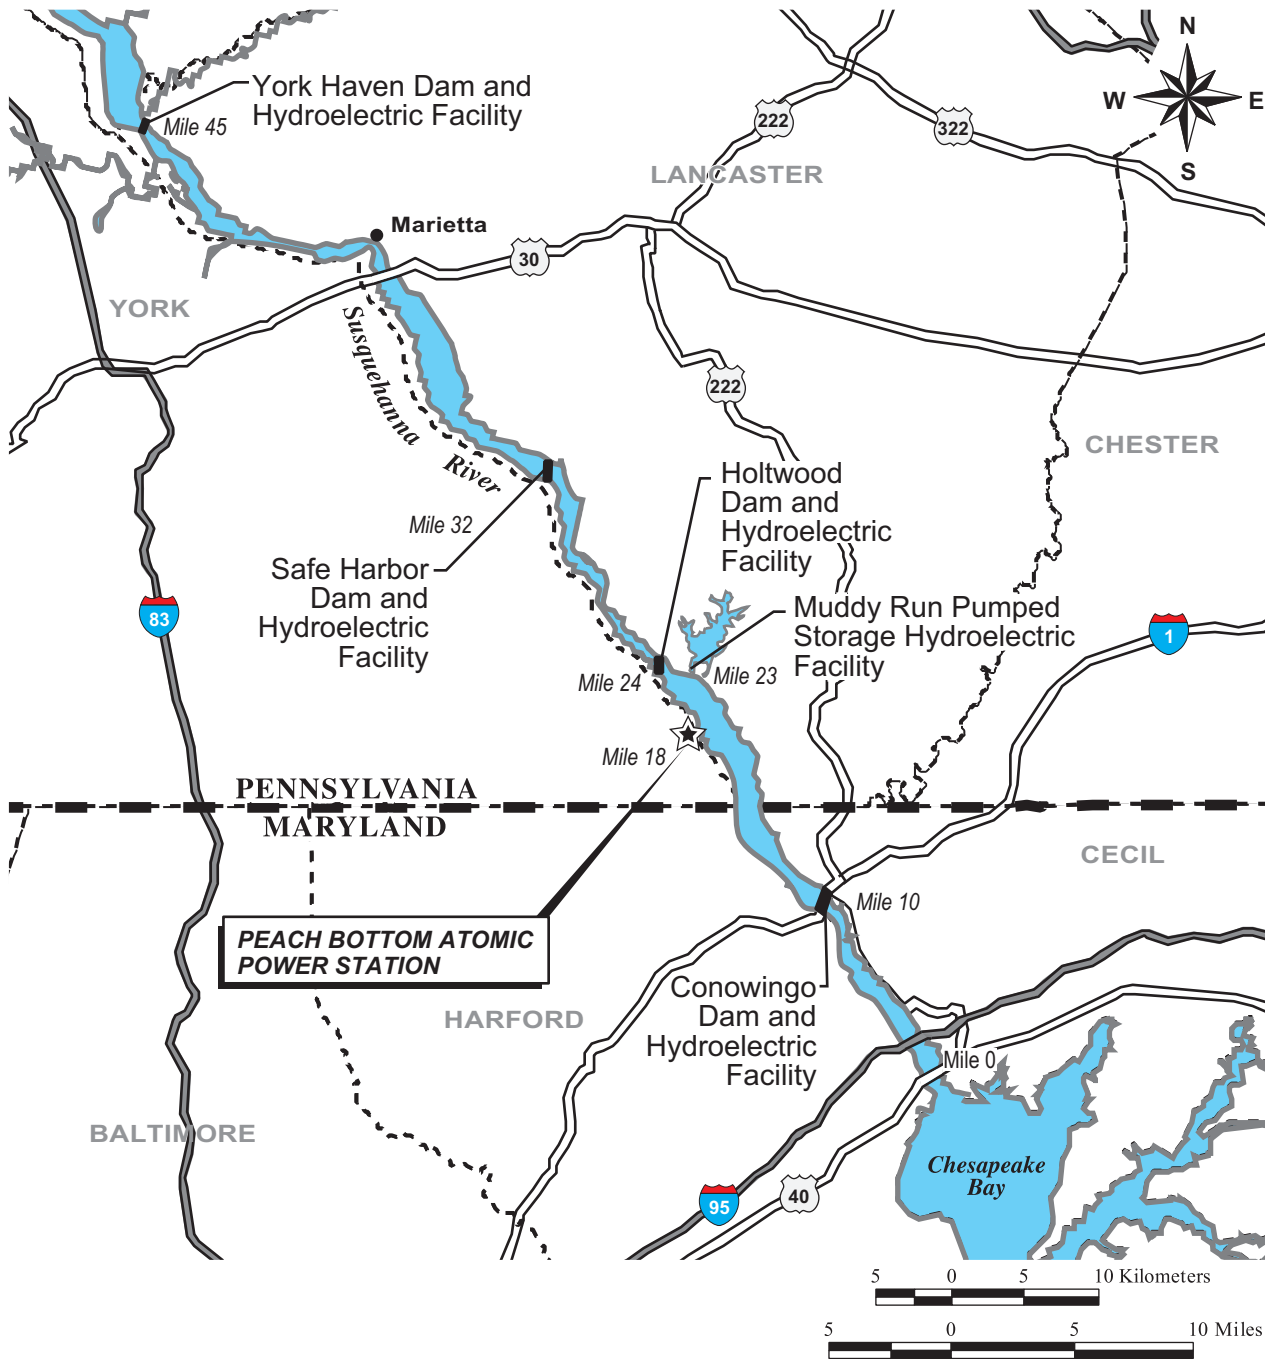 N
W
E
S
York Haven Dam and
Hydroelectric Facility
Mile 45
222
322
LANCASTER
Marietta
30
YORK
Susquehanna
River
222
CHESTER
Holtwood
Dam and
Hydroelectric
Facility
Mile 32
Safe Harbor
Dam and
Hydroelectric
Facility
83
Muddy Run Pumped
Storage Hydroelectric
Facility
1
Mile 24
Mile 23
Mile 18
PENNSYLVANIA
MARYLAND
CECIL
Mile 10
PEACH BOTTOM ATOMIC
POWER STATION
Conowingo
Dam and
Hydroelectric
Facility
HARFORD
Mile 0
BALTIMORE
Chesapeake
Bay
95
40
5 0 5 10 Kilometers
5 0 5 10 Miles